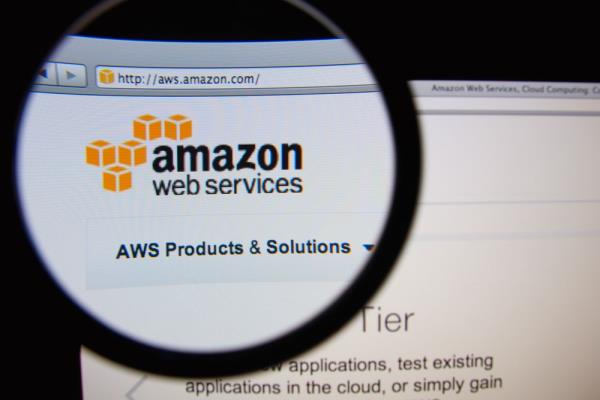 http://aws.amazon.com/
Amazon Web Services, Cloud Computing: C
amazon
web services
AWS Products & Solutions
Tier
applications, test existing
applications in the cloud, or simply gain